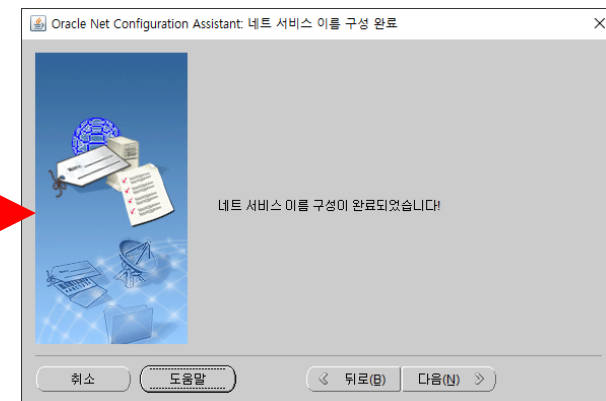 Oracle Net Configuration Assistant: 네트 서비스 이름 구성 완료
네트 서비스 이름 구성이 완료되었습니다!
취소
도움말
뒤로(B)
다음(N)